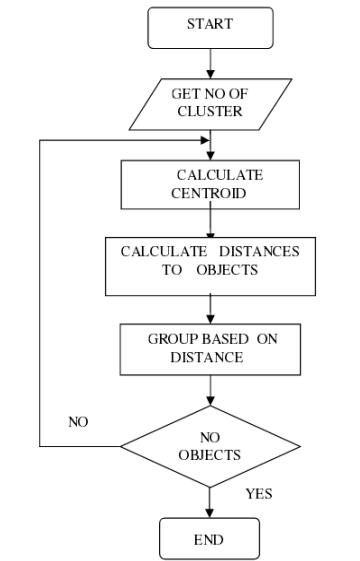 START
GET NO OF
CLUSTER
CALCULATE
CENTROID
CALCULATE DISTANCES
TO OBJECTS
GROUP BASED ON
DISTANCE
NO
NO
OBJECTS
YES
END